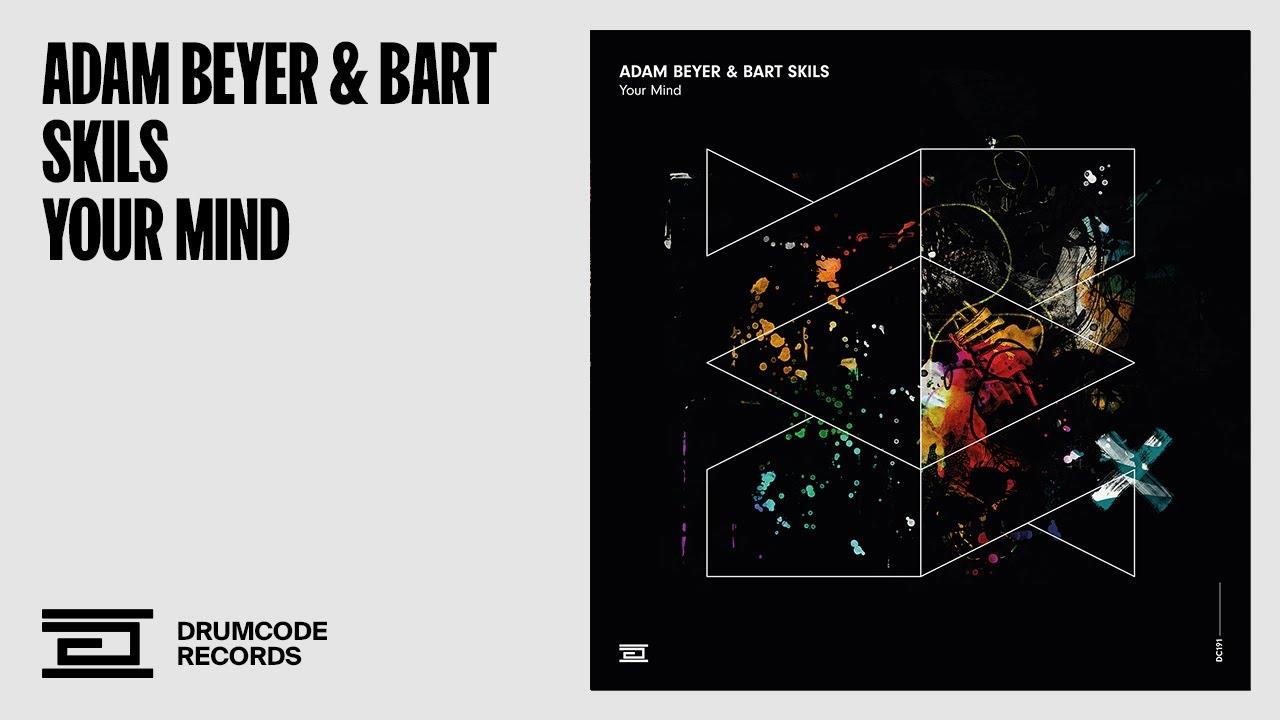 ADAM BEYER & BART
SKILS
YOUR MIND
DRUMCODE
RECORDS
ADAM BEYER & BART SKILS
Your Mind
DC191